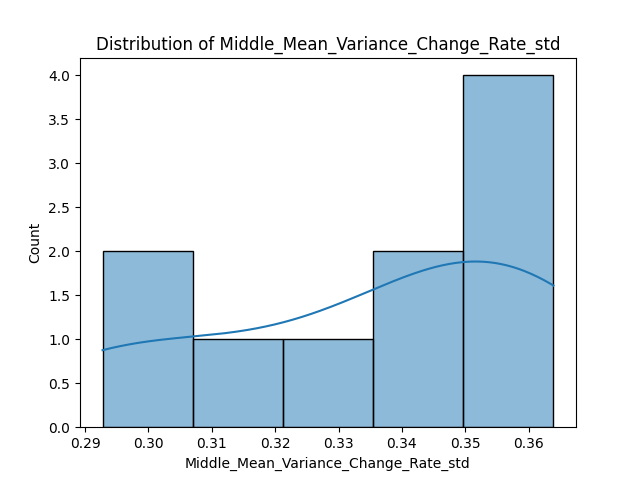 Distribution of Middle_Mean_Variance_Change_Rate_std
4.0
3.5
3.0
2.5
2.0
1.5
1.0
0.5
0.0
Count
0.29 0.30 0.31 0.32 0.33 0.34 0.35 0.36
Middle_Mean_Variance_Change_Rate_std